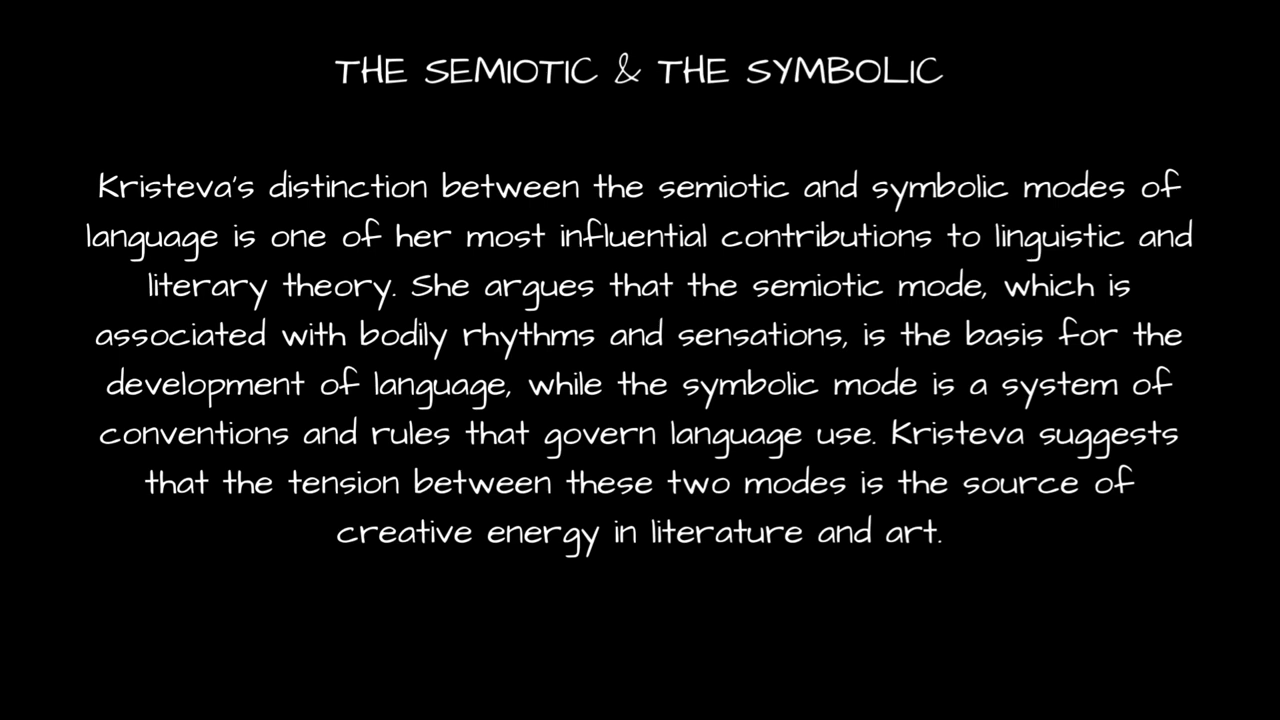 THE SEMIOTIC & THE SYMBOLIC
Kristeva's distinction between the semiotic and symbolic modes of
language is one of her most influential contributions to linguistic and
literary theory. She argues that the semiotic mode, which is
associated with bodily rhythms and sensations, is the basis for the
development of language, while the symbolic mode is a system of
conventions and rules that govern language use. Kristeva suggests
that the tension between these two modes is the source of
creative energy in literature and art.